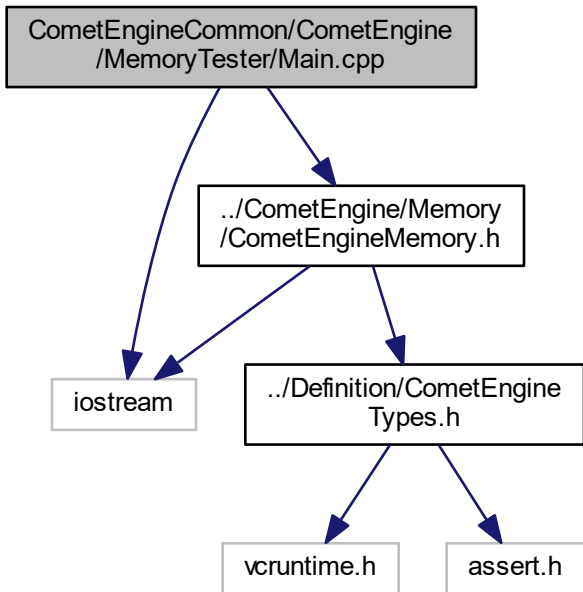 CometEngineCommon/CometEngine
/MemoryTester/Main.cpp
../CometEngine/Memory
/CometEngineMemory.h
iostream
../Definition/CometEngine
Types.h
vcruntime.h
assert.h